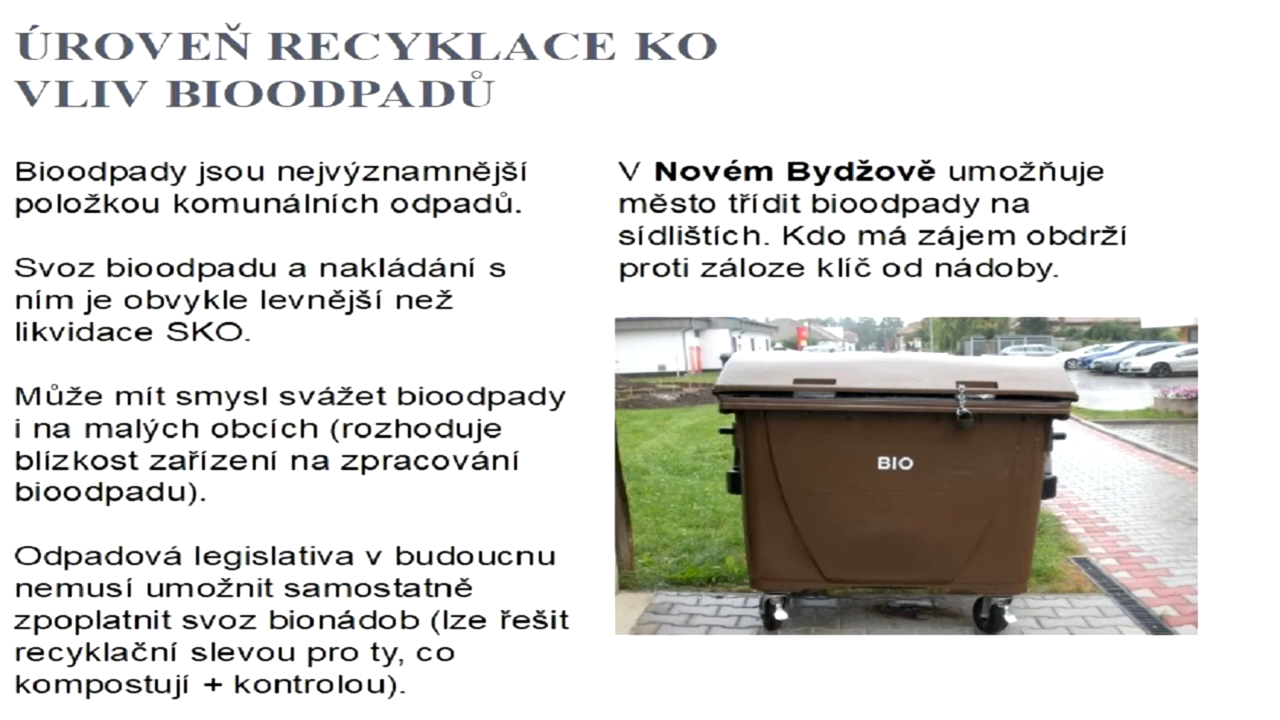 ÚROVEŇ RECYKLACE KO
VLIV BIOODPADŮ
Bioodpady jsou nejvýznamnější
položkou komunálních odpadů.
Svoz bioodpadu a nakládání s
ním je obvykle levnější než
likvidace SKO.
Může mít smysl svážet bioodpady
i na malých obcích (rozhoduje
blízkost zařízení na zpracování
bioodpadu).
Odpadová legislativa v budoucnu
nemusí umožnit samostatně
zpoplatnit svoz bionádob (lze řešit
recyklační slevou pro ty, co
kompostují + kontrolou).
V Novém Bydžově umožňuje
město třídit bioodpady na
sídlištích. Kdo má zájem obdrží
proti záloze klíč od nádoby.
BIO